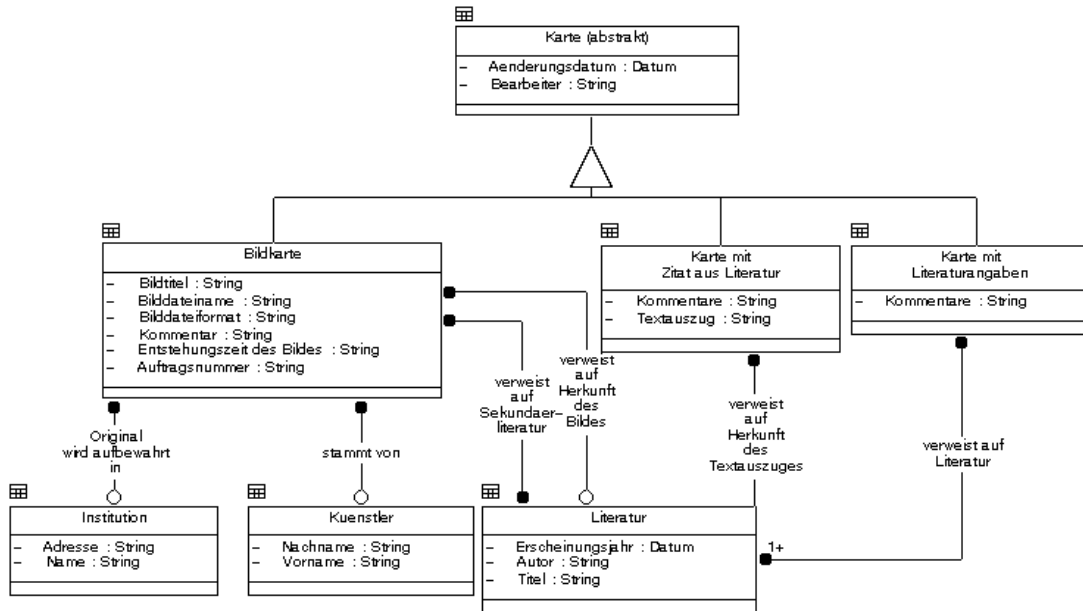 Karte (abstrakt)
– Aenderungsdatum : Datum
– Bearbeiter : String
Bildkarte
– Bildtitel : String
– Bilddateiname : String
– Bilddateiformat : String
– Kommentar : String
– Entstehungszeit des Bildes : String
– Auftragsnummer : String
Karte mit
Zitat aus Literatur
– Kommentare : String
– Textauszug : String
Karte mit
Literaturangaben
– Kommentare : String
Original
wird aufbewahrt
in
stammt von
verweist
auf
Sekundaer–
literatur
verweist
auf
Herkunft
des
Bildes
verweist
auf
Herkunft
des
Textauszuges
verweist auf
Literatur
Institution
– Adresse : String
– Name : String
Kuenstler
– Nachname : String
– Vorname : String
Literatur
– Erscheinungsjahr : Datum
– Autor : String
– Titel : String
1+